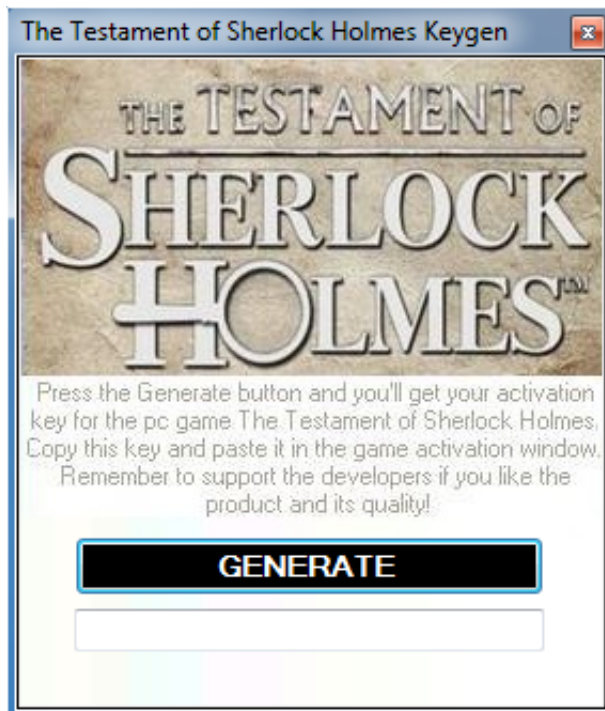 The Testament of Sherlock Holmes Keygen
THE TESTAMENT OF
SHERLOCK
HOLMES™
Press the Generate button and you'll get your activation
key for the pc game The Testament of Sherlock Holmes.
Copy this key and paste it in the game activation window.
Remember to support the developers if you like the
product and its quality!
GENERATE